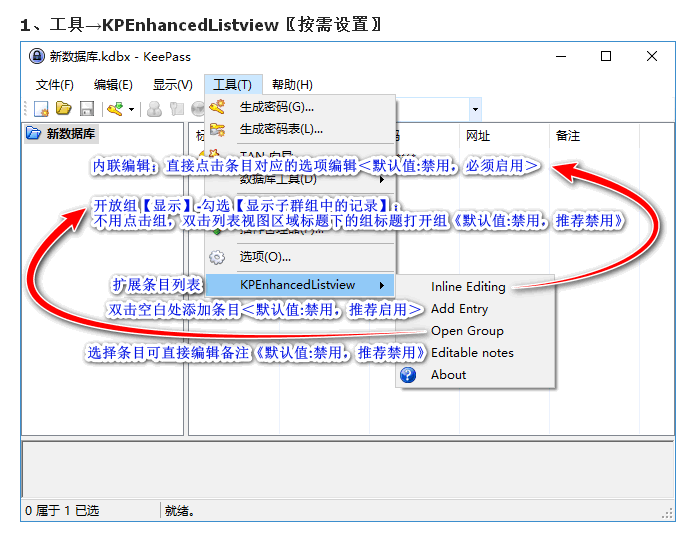 1、工具→KPEnhancedListview〖按需设置〗
新数据库.kdbx - KeePass
文件(F) 编辑(E) 显示(V) 工具(T) 帮助(H)
生成密码(G)...
新数据库
生成密码表(L)...
网址 备注
内联编辑；直接点击条目对应的选项编辑＜默认值:禁用，必须启用＞
数据库工具(D)
开放组【显示】-勾选【显示子群组中的记录】；
不用点击组，双击列表视图区域标题下的组标题打开组《默认值:禁用，推荐禁用》
选项(O)...
扩展条目列表 KPEnhancedListview
Inline Editing
双击空白处添加条目＜默认值:禁用，推荐启用＞ Add Entry
Open Group
选择条目可直接编辑备注《默认值:禁用，推荐禁用》 Editable notes
About
0 属于 1 已选 就绪。